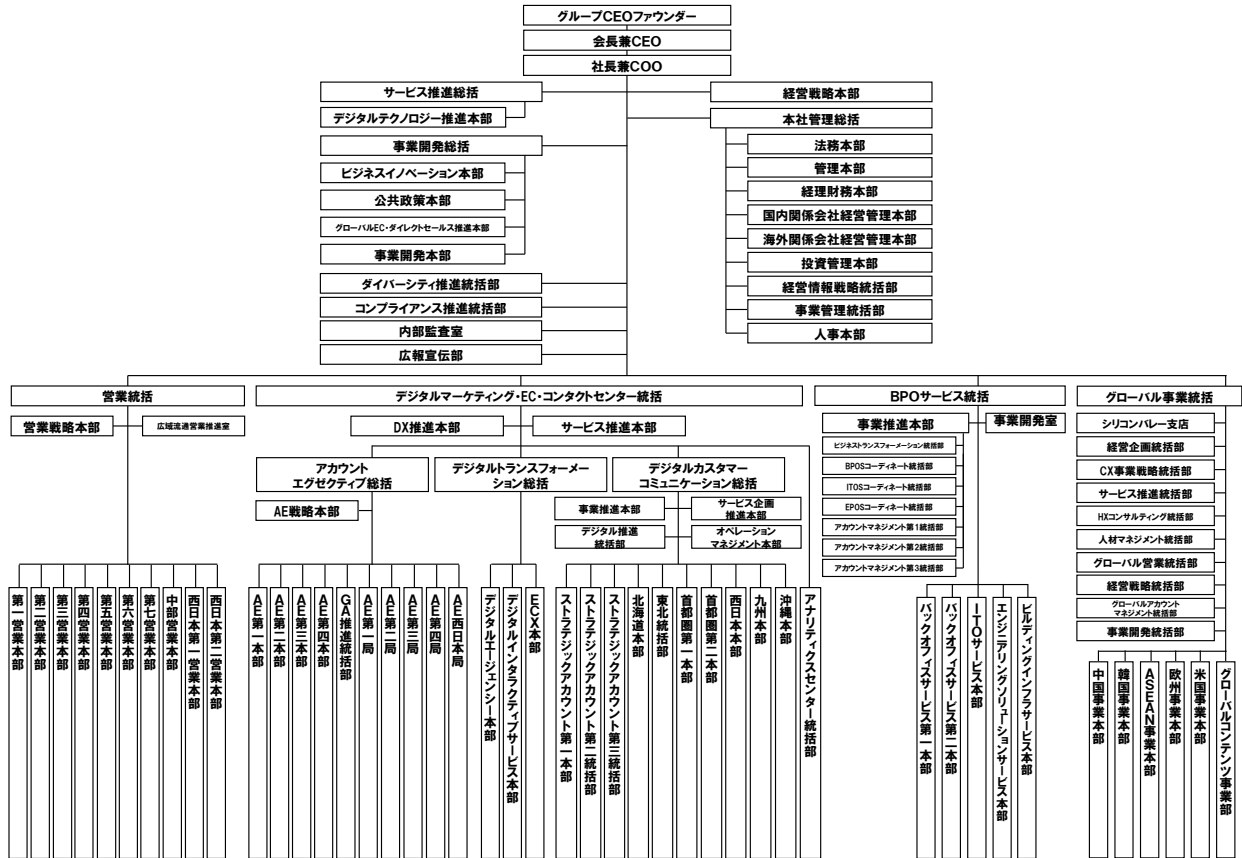 グループCEOファウンダー
会長兼CEO
社長兼COO
サービス推進総括
デジタルテクノロジー推進本部
事業開発総括
ビジネスイノベーション本部
公共政策本部
グローバルEC・ダイレクトセールス推進本部
事業開発本部
ダイバーシティ推進統括部
コンプライアンス推進統括部
内部監査室
広報宣伝部
経営戦略本部
本社管理総括
法務本部
管理本部
経理財務本部
国内関係会社経営管理本部
海外関係会社経営管理本部
投資管理本部
経営情報戦略統括部
事業管理統括部
人事本部
営業統括
営業戦略本部
広域流通営業推進室
第一営業本部
第二営業本部
第三営業本部
第四営業本部
第五営業本部
第六営業本部
第七営業本部
中部営業本部
西日本第一営業本部
西日本第二営業本部
デジタルマーケティング・EC・コンタクトセンター統括
DX推進本部
サービス推進本部
アカウント
エグゼクティブ総括
AE戦略本部
AE第一本部
AE第二本部
AE第三本部
AE第四本部
GA推進統括部
AE第一局
AE第二局
AE第三局
AE第四局
AE西日本局
デジタルトランスフォーメー
ション総括
デジタルエージェンシー本部
デジタルインタラクティブサービス本部
ECX本部
デジタルカスタマー
コミュニケーション総括
事業推進本部
サービス企画
推進本部
デジタル推進
統括部
オペレーション
マネジメント本部
ストラテジックアカウント第一本部
ストラテジックアカウント第二統括部
ストラテジックアカウント第三統括部
北海道本部
東北統括部
首都圏第一本部
首都圏第二本部
西日本本部
九州本部
沖縄本部
アナリティクスセンター統括部
BPOサービス統括
事業推進本部
事業開発室
ビジネストランスフォーメーション統括部
BPOSコーディネート統括部
ITOSコーディネート統括部
EPOSコーディネート統括部
アカウントマネジメント第1統括部
アカウントマネジメント第2統括部
アカウントマネジメント第3統括部
バックオフィスサービス第一本部
バックオフィスサービス第二本部
ITOサービス本部
エンジニアリングソリューションサービス本部
ビルディングインフラサービス本部
グローバル事業統括
シリコンバレー支店
経営企画統括部
CX事業戦略統括部
サービス推進統括部
HXコンサルティング統括部
人材マネジメント統括部
グローバル営業統括部
経営戦略統括部
グローバルアカウント
マネジメント統括部
事業開発統括部
中国事業本部
韓国事業本部
ASEAN事業本部
欧州事業本部
米国事業本部
グローバルコンテンツ事業部